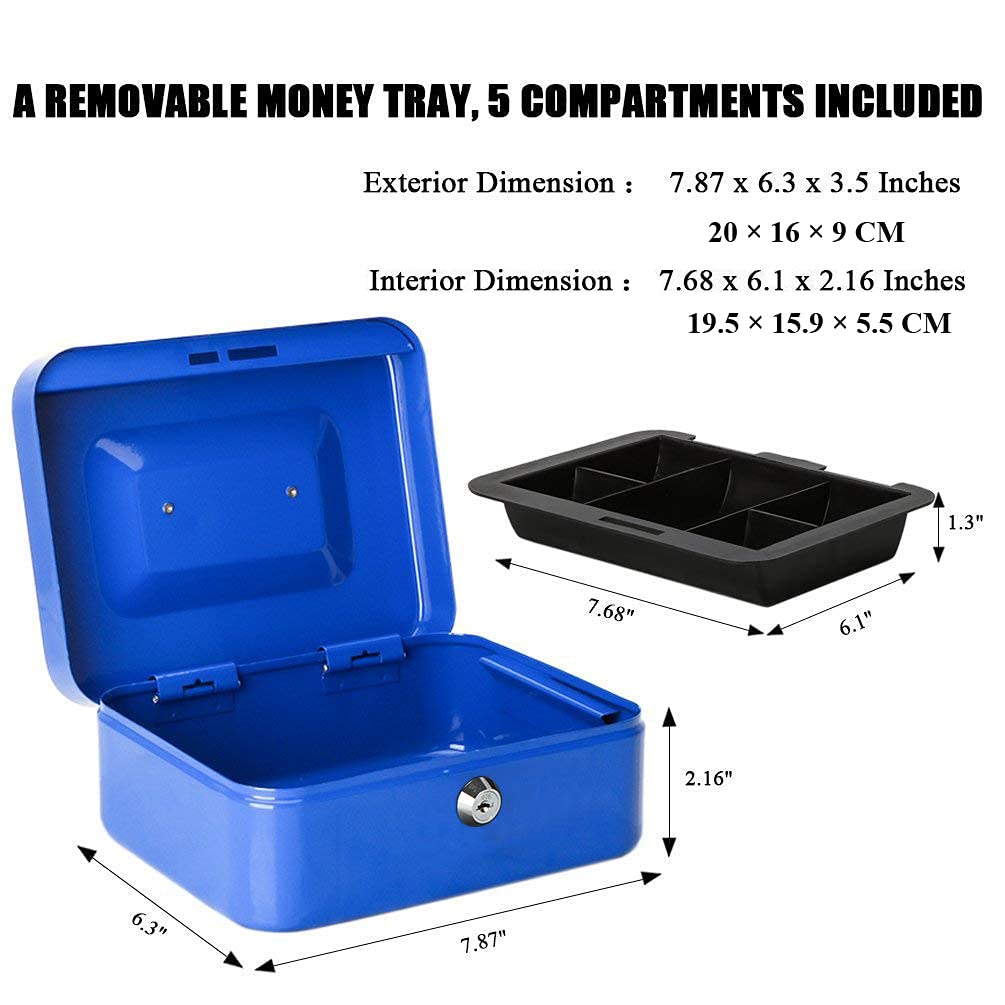 A REMOVABLE MONEY TRAY, 5 COMPARTMENTS INCLUDED
Exterior Dimension : 7.87 x 6.3 x 3.5 Inches
20 × 16 × 9 CM
Interior Dimension : 7.68 x 6.1 x 2.16 Inches
19.5 × 15.9 × 5.5 CM
1.3"
7.68"
6.1"
2.16"
6.3"
7.87"